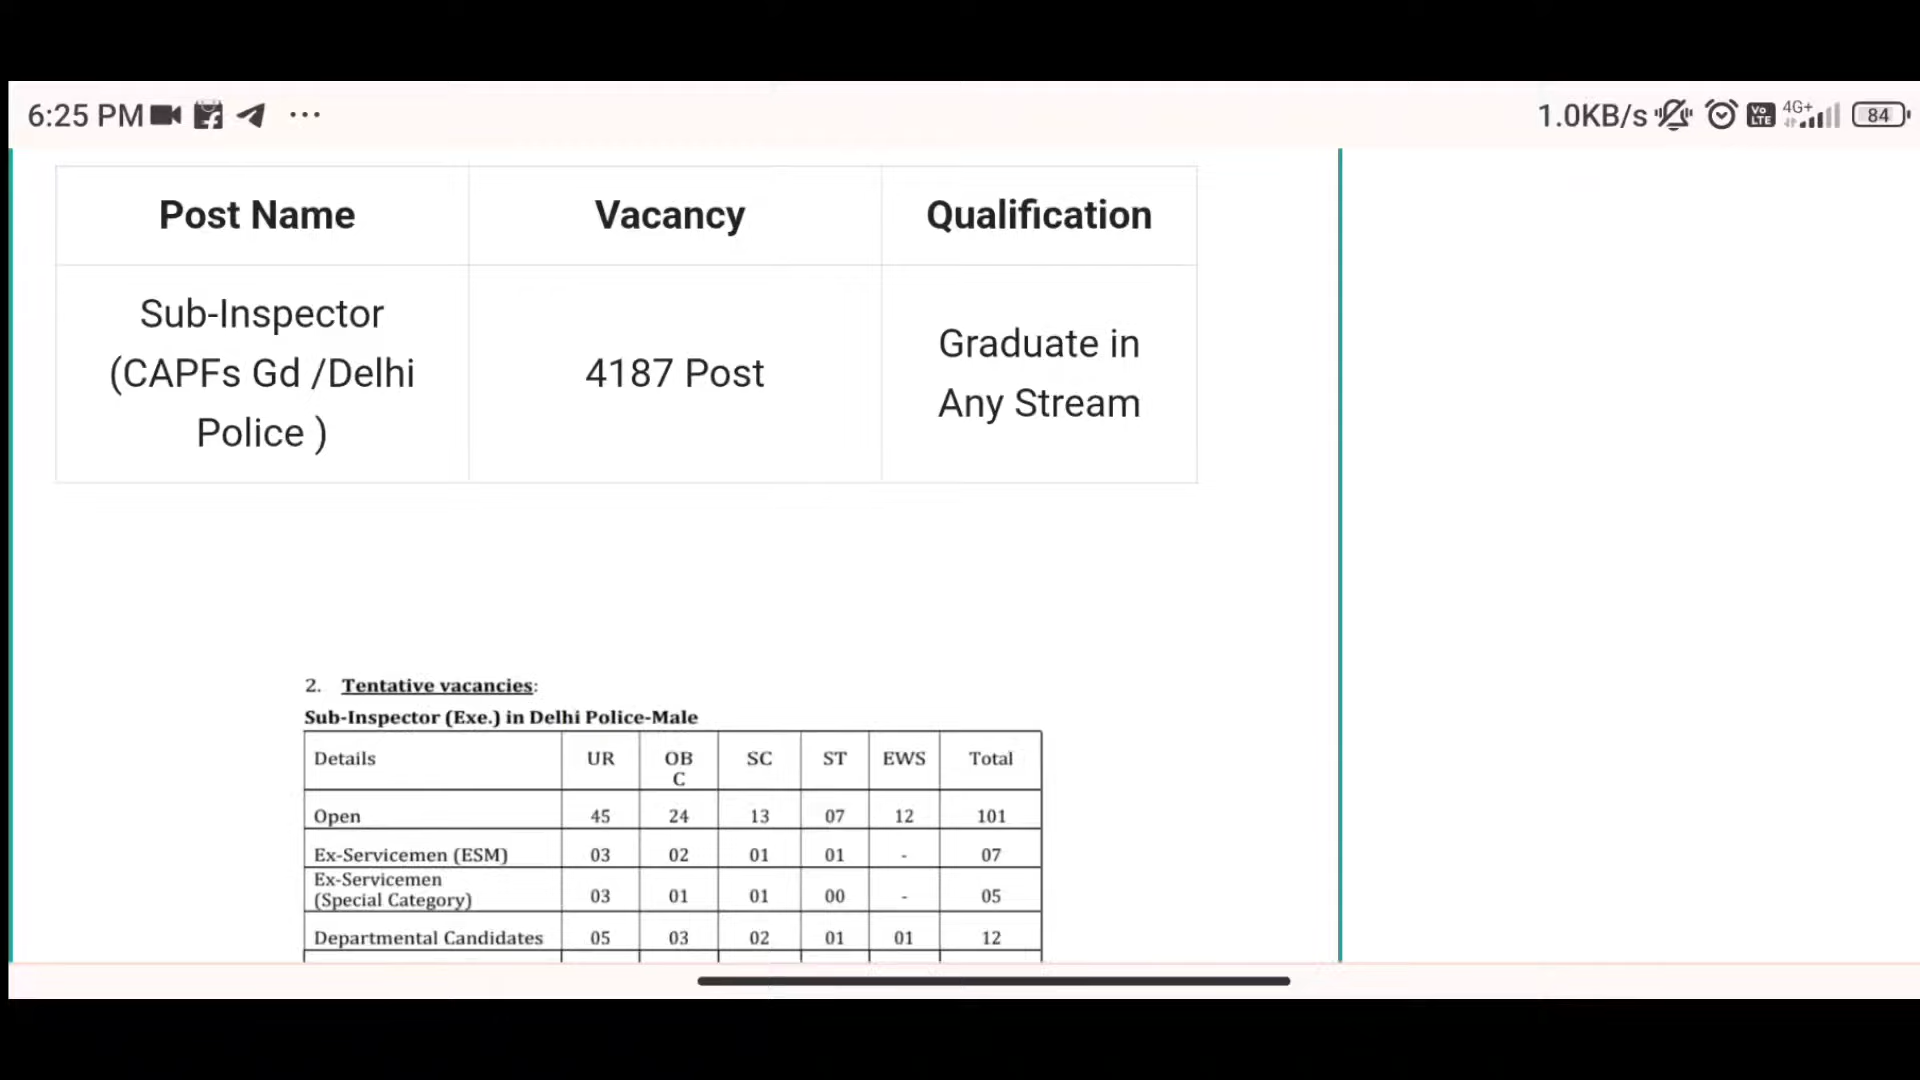 6:25 PM ... 1.0KB/s Vo LTE 4G+ 84
Post Name Vacancy Qualification
Sub-Inspector
(CAPFs Gd /Delhi
Police )
4187 Post
Graduate in
Any Stream
2. Tentative vacancies:
Sub-Inspector (Exe.) in Delhi Police-Male
Details UR OB
C SC ST EWS Total
Open 45 24 13 07 12 101
Ex-Servicemen (ESM) 03 02 01 01 - 07
Ex-Servicemen
(Special Category) 03 01 01 00 - 05
Departmental Candidates 05 03 02 01 01 12